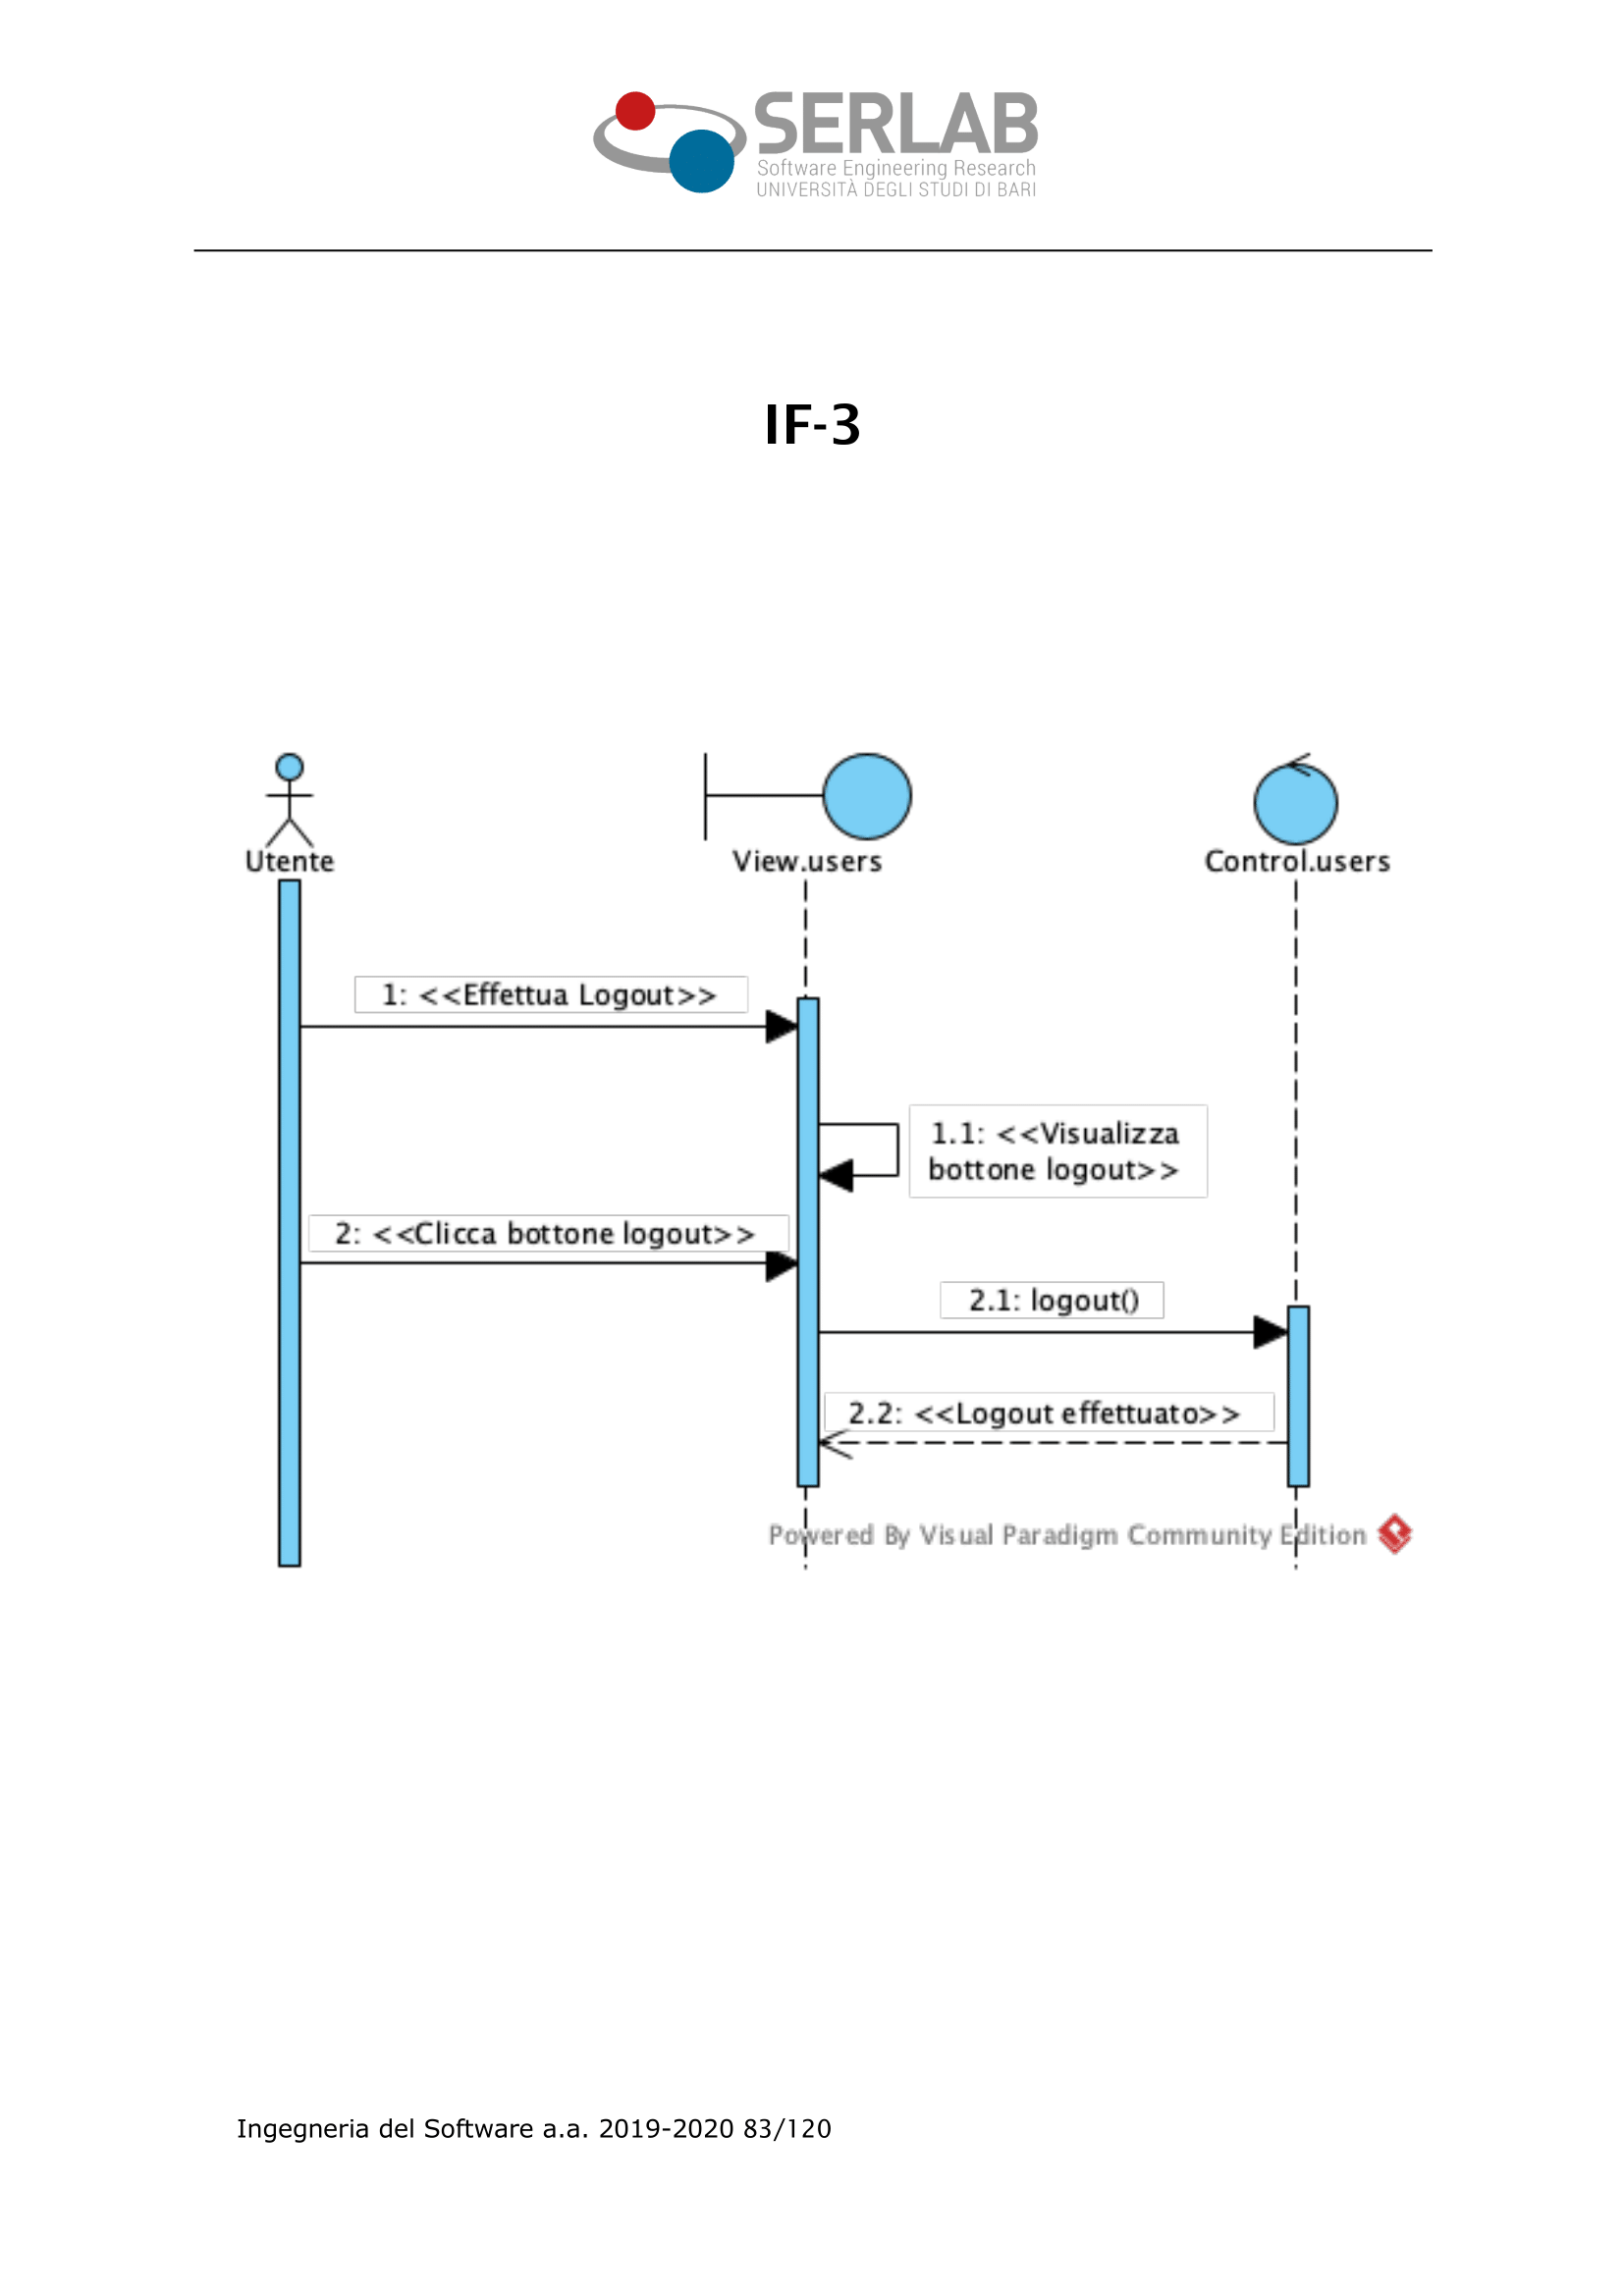 SERLAB
Software Engineering Research
UNIVERSITÀ DEGLI STUDI DI BARI
IF-3
Utente
View.users
Control.users
1: <<Effettua Logout>>
1.1: <<Visualizza
bottone logout>>
2: <<Clicca bottone logout>>
2.1: logout()
2.2: <<Logout effettuato>>
Powered By Visual Paradigm Community Edition
Ingegneria del Software a.a. 2019-2020 83/120